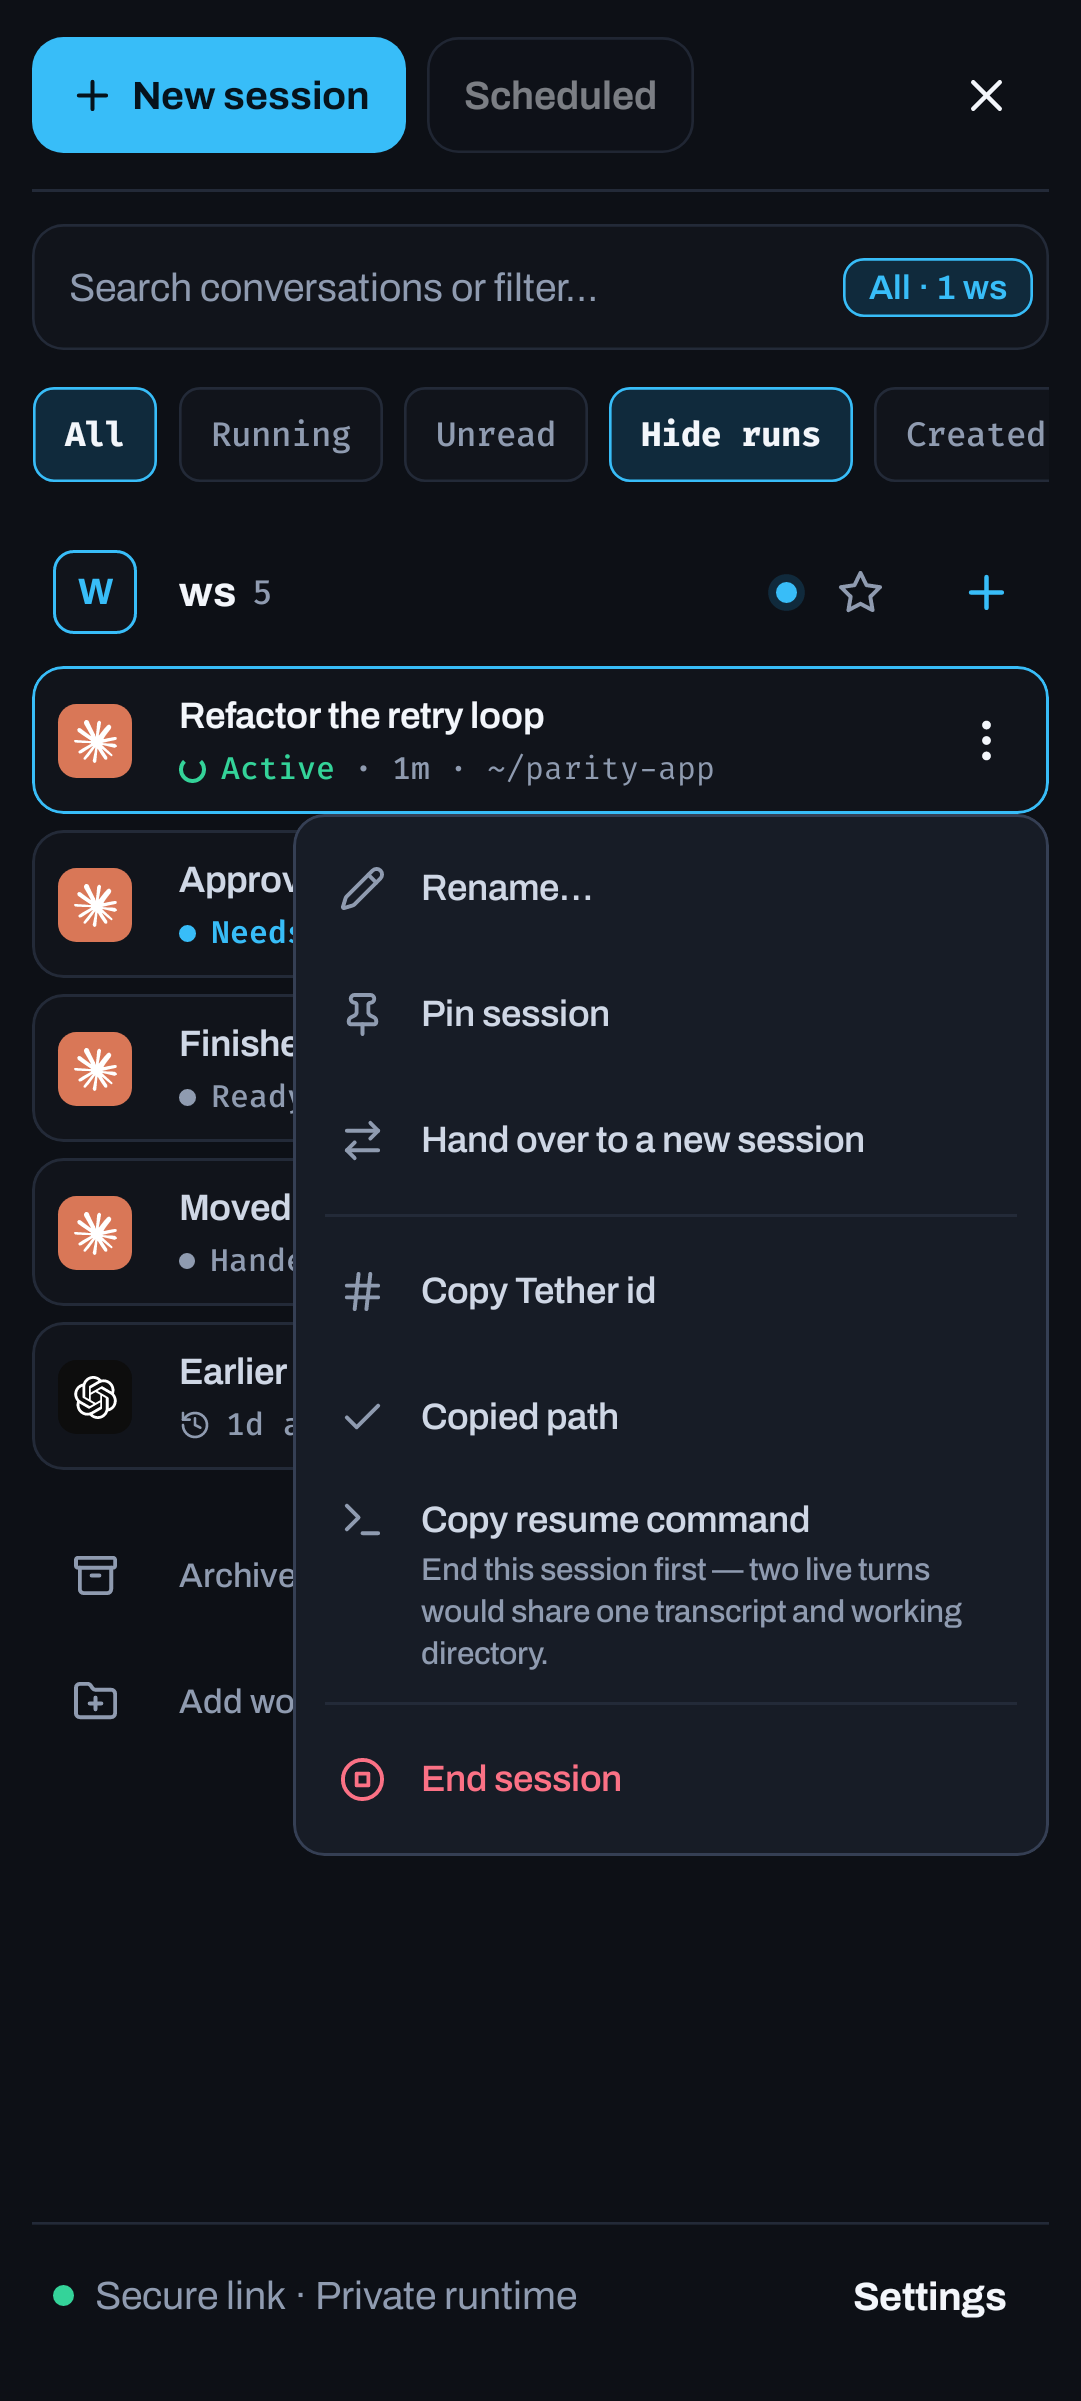 New session
Scheduled
Search conversations or filter...
All · 1 ws
All
Running
Unread
Hide runs
Created
W
ws 5
Refactor the retry loop
Active · 1m · ~/parity-app
Approv
Needs
Finishe
Ready
Moved
Hande
Earlier
1d a
Archive
Add wo
Rename...
Pin session
Hand over to a new session
Copy Tether id
Copied path
Copy resume command
End this session first — two live turns
would share one transcript and working
directory.
End session
Secure link · Private runtime
Settings